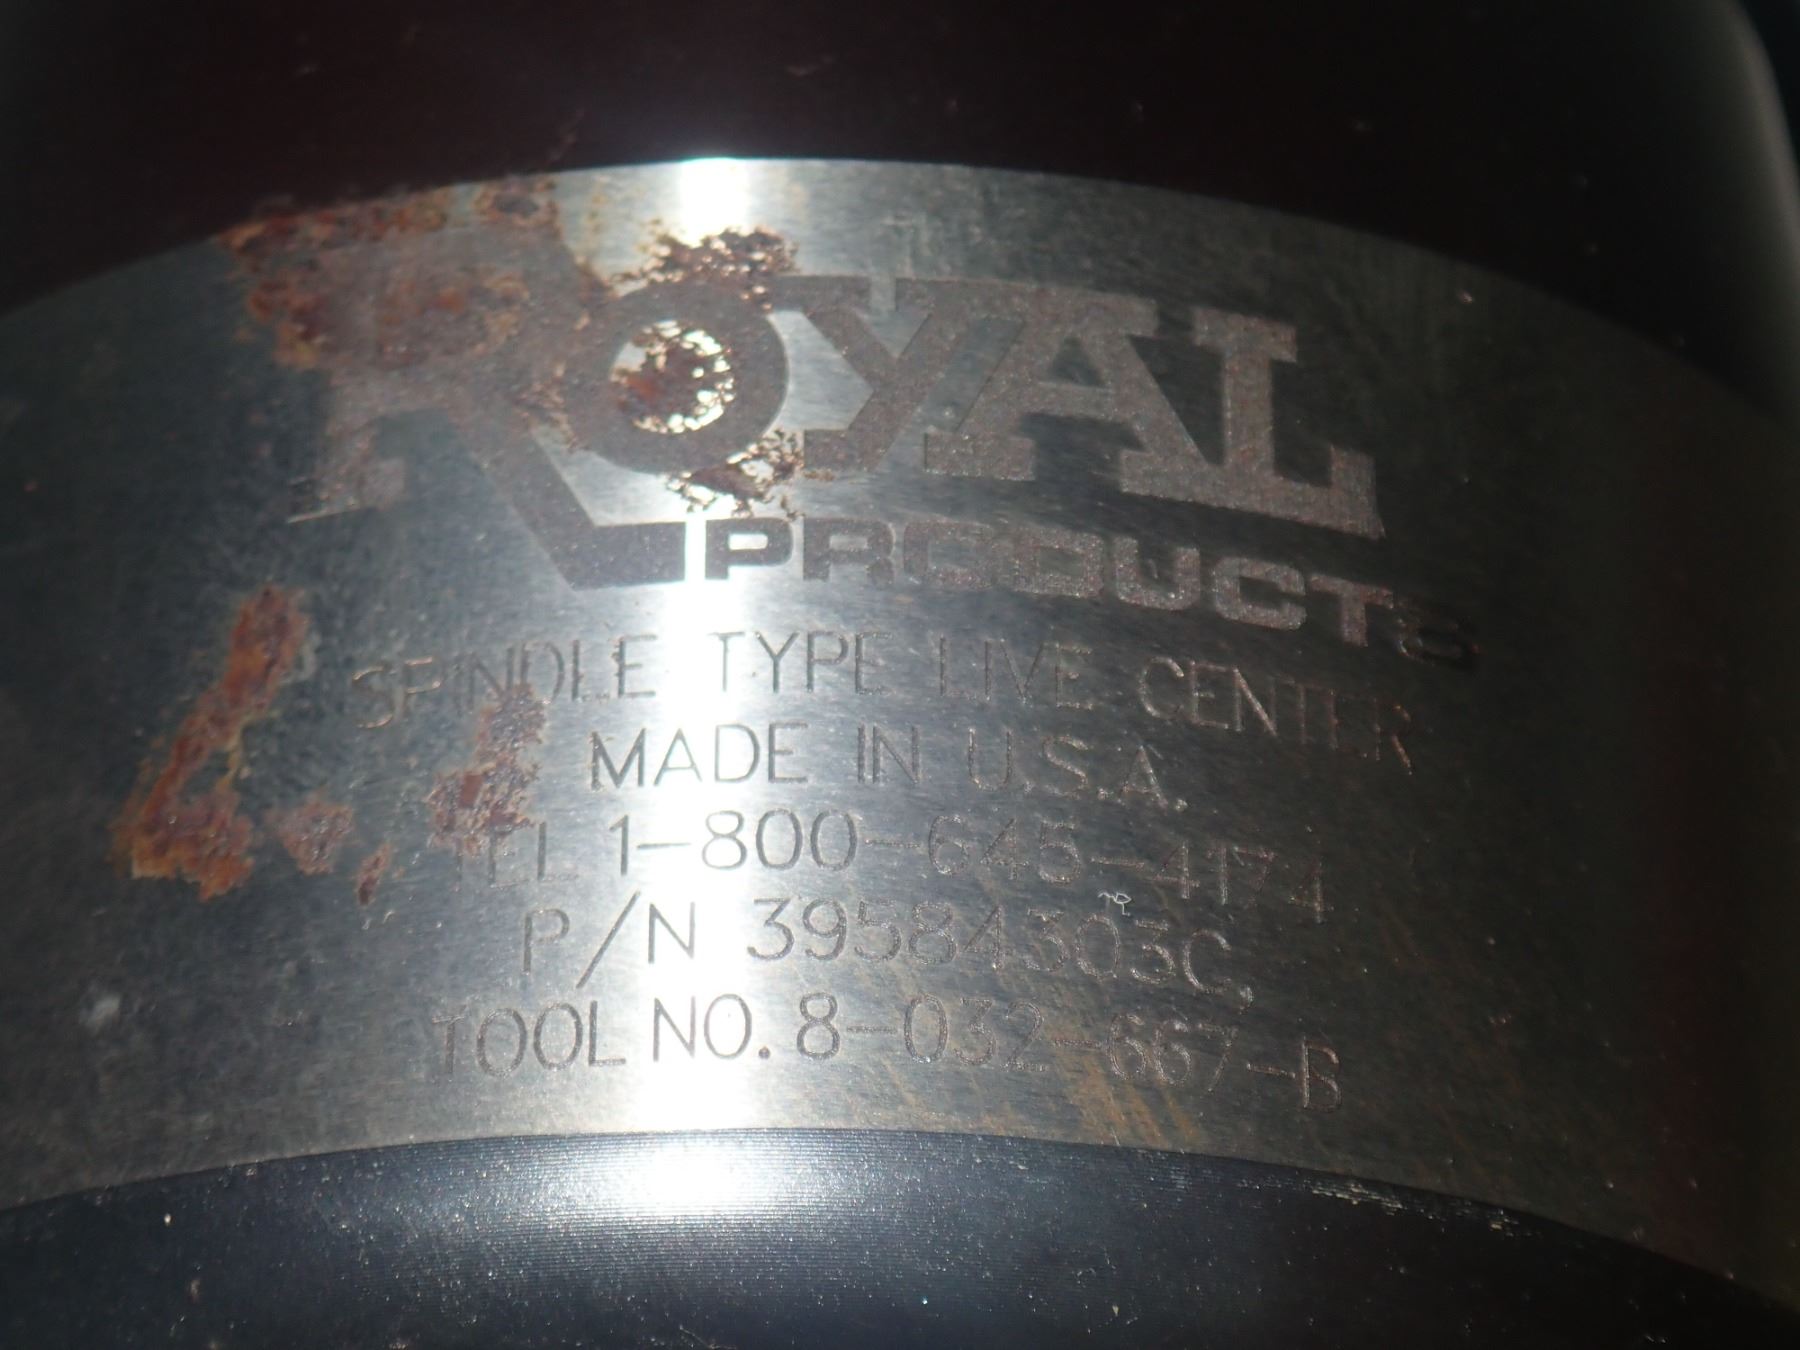 ROYAL
PRODUCTS
SPINDLE TYPE LIVE CENTER
MADE IN U.S.A.
TEL 1-800-645-4174
P/N 39584303C,
TOOL NO. 8-032-667-B